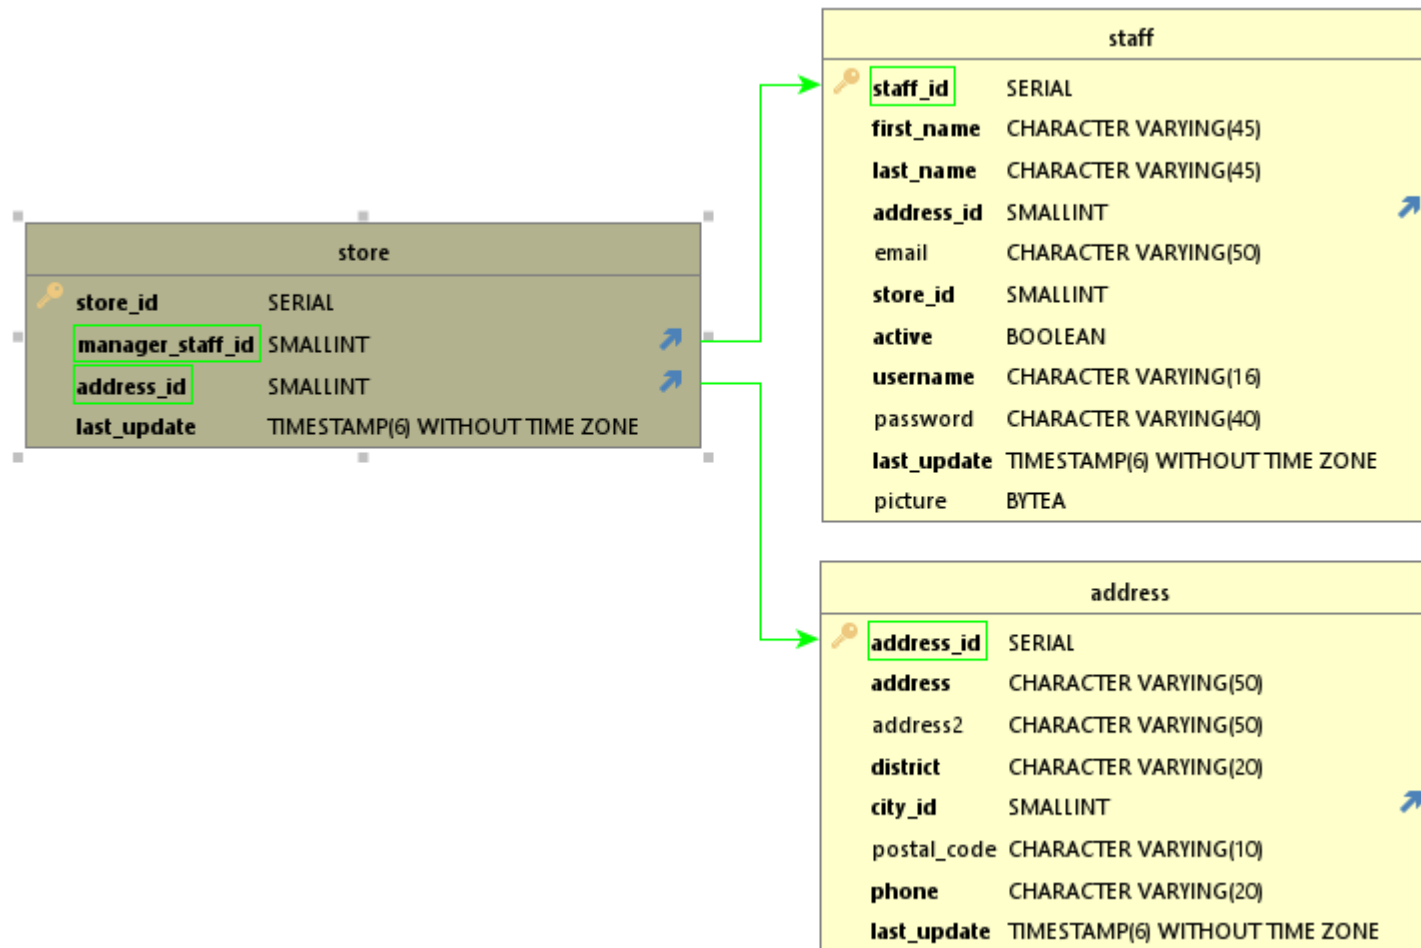 store
store_id SERIAL
manager_staff_id SMALLINT
address_id SMALLINT
last_update TIMESTAMP(6) WITHOUT TIME ZONE
staff
staff_id SERIAL
first_name CHARACTER VARYING(45)
last_name CHARACTER VARYING(45)
address_id SMALLINT
email CHARACTER VARYING(50)
store_id SMALLINT
active BOOLEAN
username CHARACTER VARYING(16)
password CHARACTER VARYING(40)
last_update TIMESTAMP(6) WITHOUT TIME ZONE
picture BYTEA
address
address_id SERIAL
address CHARACTER VARYING(50)
address2 CHARACTER VARYING(50)
district CHARACTER VARYING(20)
city_id SMALLINT
postal_code CHARACTER VARYING(10)
phone CHARACTER VARYING(20)
last_update TIMESTAMP(6) WITHOUT TIME ZONE